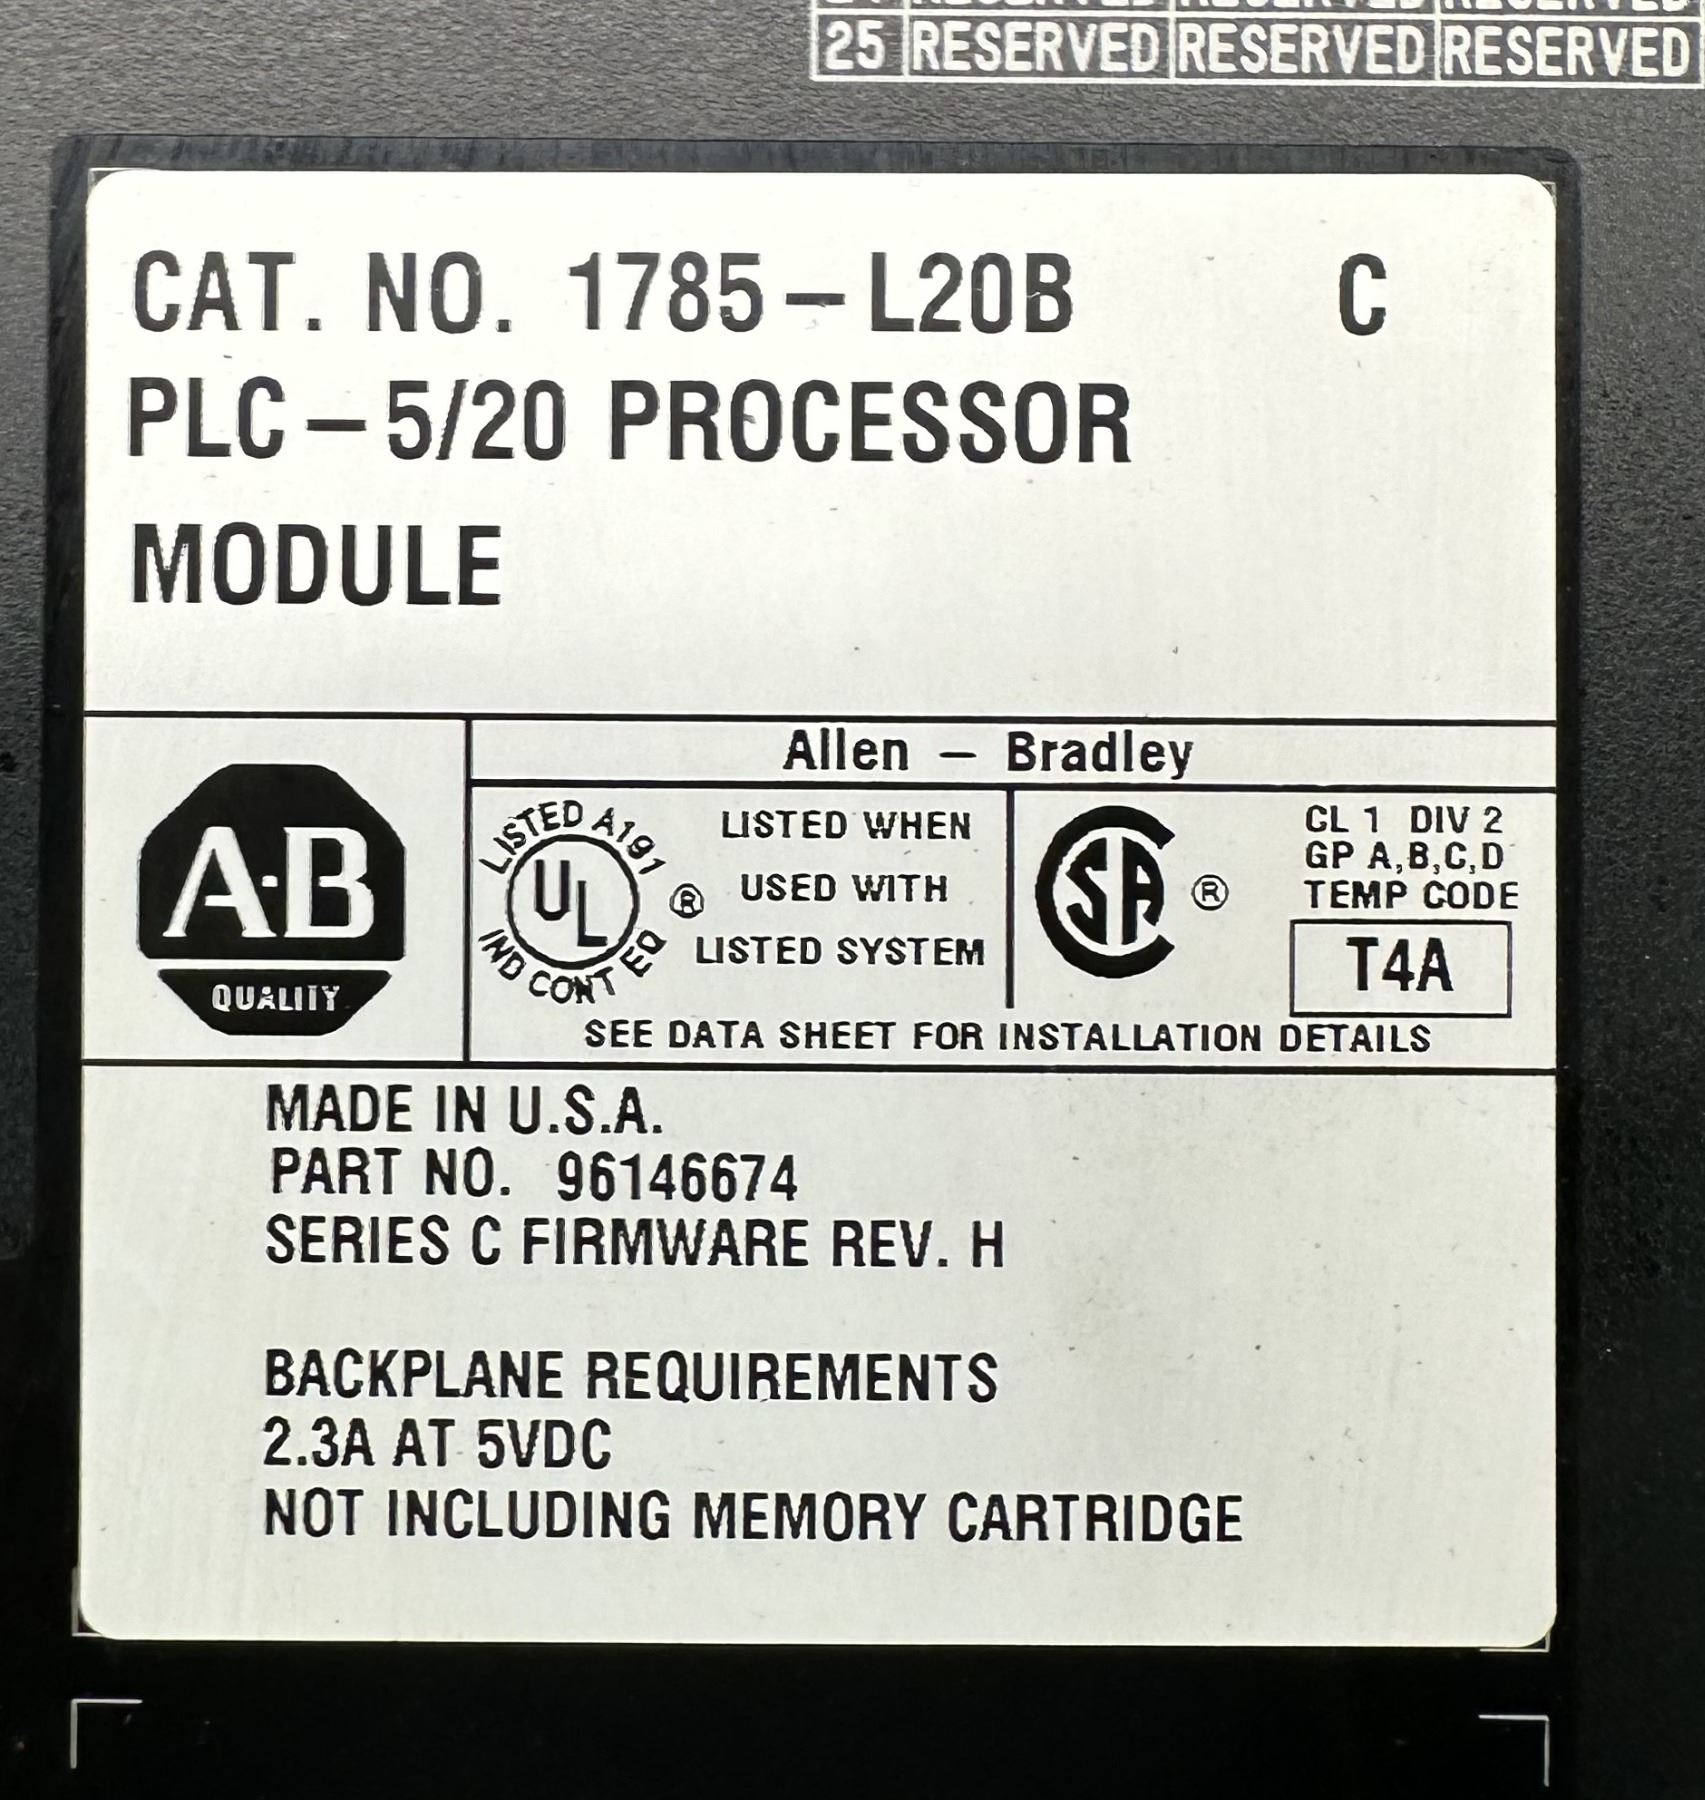 25 RESERVED RESERVED RESERVED
CAT. NO. 1785-L20B C
PLC-5/20 PROCESSOR
MODULE
Allen - Bradley
A·B
QUALITY
LISTED A191
UL
IND CONT EQ
®
LISTED WHEN
USED WITH
LISTED SYSTEM
SA ®
CL 1 DIV 2
GP A,B,C,D
TEMP CODE
T4A
SEE DATA SHEET FOR INSTALLATION DETAILS
MADE IN U.S.A.
PART NO. 96146674
SERIES C FIRMWARE REV. H
BACKPLANE REQUIREMENTS
2.3A AT 5VDC
NOT INCLUDING MEMORY CARTRIDGE